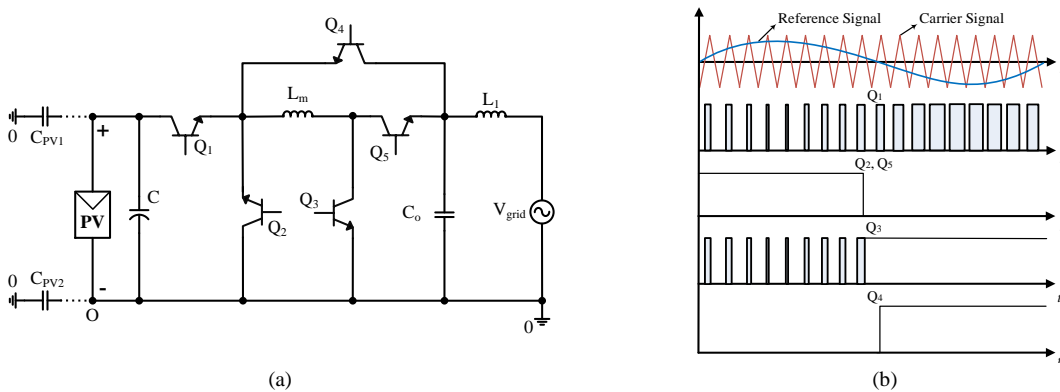 Q4
Lm
L1
0
CPV1
+
Q1
Q5
PV
C
Q2
Q3
Co
Vgrid
0
CPV2
-
O
0
(a)
Reference Signal
Carrier Signal
Q1
Q2, Q5
Q3
Q4
(b)